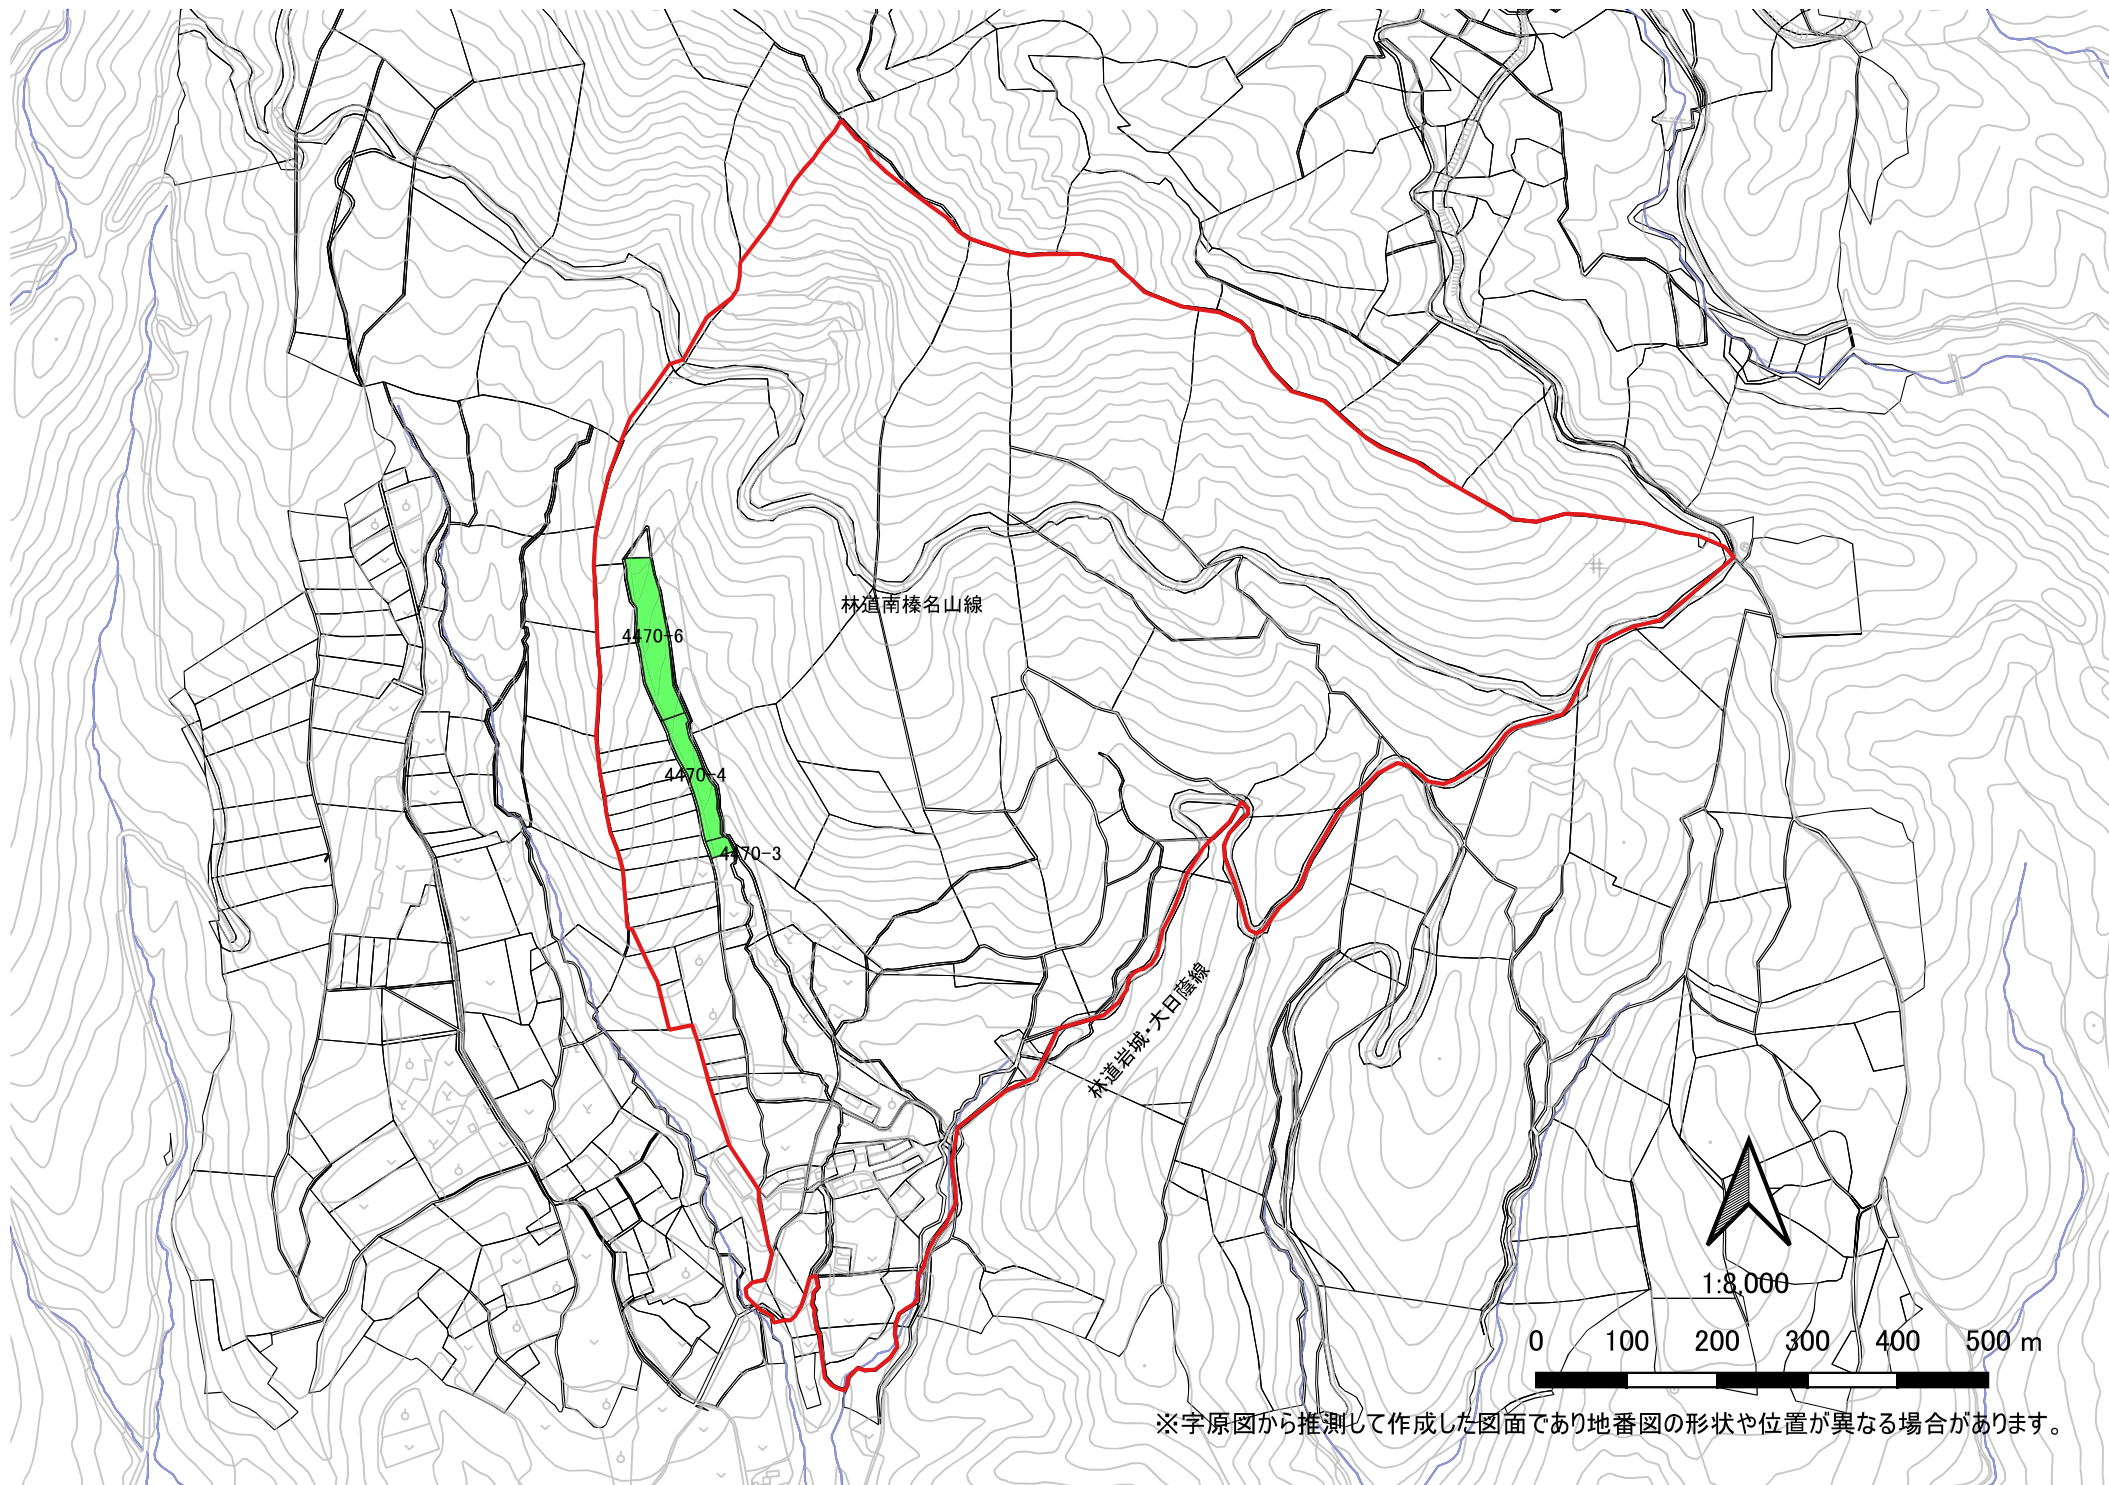 林道南榛名山線
4470-6
4470-4
4470-3
林道岩城・大日蔭線
1:8,000
0 100 200 300 400 500 m
※字原図から推測して作成した図面であり地番図の形状や位置が異なる場合があります。